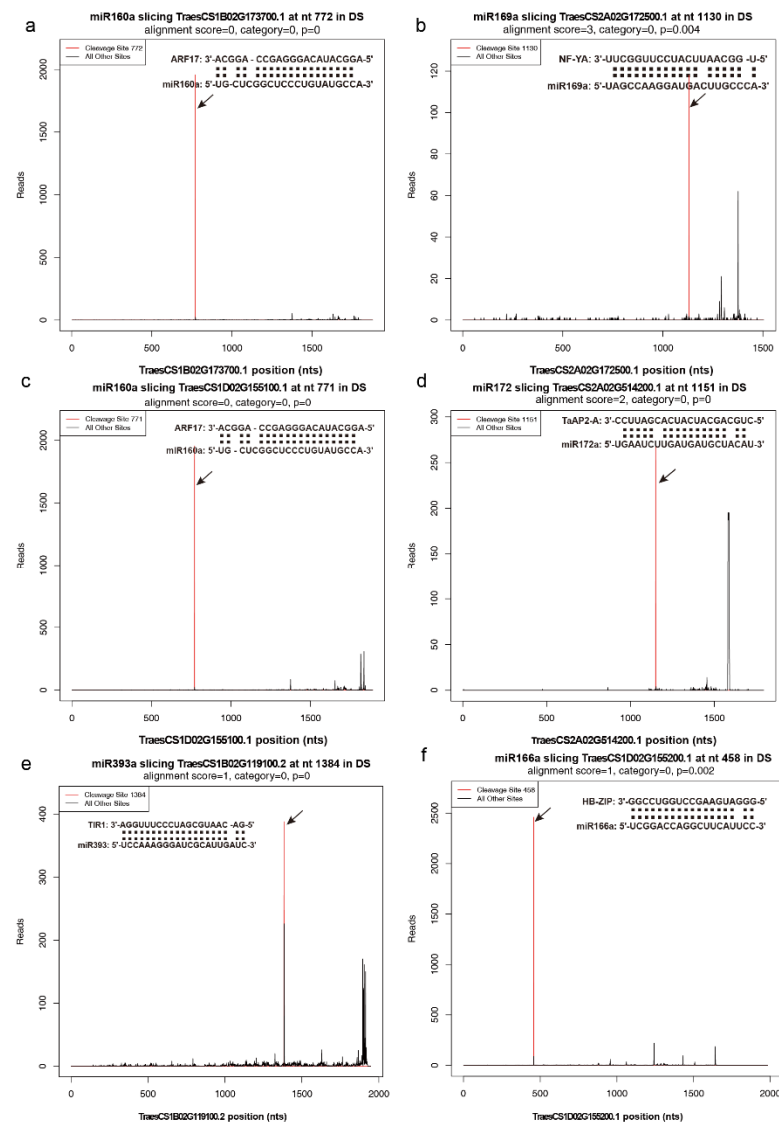 a
miR160a slicing TraesCS1B02G173700.1 at nt 772 in DS
alignment score=0, category=0, p=0
Cleavage Site 772
All Other Sites
ARF17: 3'-ACGGA - CCGAGGGACAUACGGA-5'
miR160a: 5'-UG-CUCGGCUCCCUGUAUGCCA-3'
Reads
2000
1500
1000
500
0
0 500 1000 1500
TraesCS1B02G173700.1 position (nts)
b
miR169a slicing TraesCS2A02G172500.1 at nt 1130 in DS
alignment score=3, category=0, p=0.004
Cleavage Site 1130
All Other Sites
NF-YA: 3'-UUCGGUUCCUACUUAACGG -U-5'
miR169a: 5'-UAGCCAAGGAUGACUUGCCCA-3'
Reads
120
100
80
60
40
20
0
0 500 1000 1500
TraesCS2A02G172500.1 position (nts)
c
miR160a slicing TraesCS1D02G155100.1 at nt 771 in DS
alignment score=0, category=0, p=0
Cleavage Site 771
All Other Sites
ARF17: 3'-ACGGA - CCGAGGGACAUACGGA-5'
miR160a: 5'-UG - CUCGGCUCCCUGUAUGCCA-3'
Reads
2000
1500
1000
500
0
0 500 1000 1500
TraesCS1D02G155100.1 position (nts)
d
miR172 slicing TraesCS2A02G514200.1 at nt 1151 in DS
alignment score=2, category=0, p=0
Cleavage Site 1151
All Other Sites
TaAP2-A: 3'-CCUUAGCACUACUACGACGUC-5'
miR172a: 5'-UGAAUCUUGAUGAUGCUACAU-3'
Reads
300
250
200
150
100
50
0
0 500 1000 1500
TraesCS2A02G514200.1 position (nts)
e
miR393a slicing TraesCS1B02G119100.2 at nt 1384 in DS
alignment score=1, category=0, p=0
Cleavage Site 1384
All Other Sites
TIR1: 3'-AGGUUUCCCUAGCGUAAC -AG-5'
miR393: 5'-UCCAAAGGGAUCGCAUUGAUC-3'
Reads
400
300
200
100
0
0 500 1000 1500 2000
TraesCS1B02G119100.2 position (nts)
f
miR166a slicing TraesCS1D02G155200.1 at nt 458 in DS
alignment score=1, category=0, p=0.002
Cleavage Site 458
All Other Sites
HB-ZIP: 3'-GGCCUGGUCCGAAGUAGGG-5'
miR166a: 5'-UCGGACCAGGCUUCAUUCC-3'
Reads
2500
2000
1500
1000
500
0
0 500 1000 1500 2000
TraesCS1D02G155200.1 position (nts)